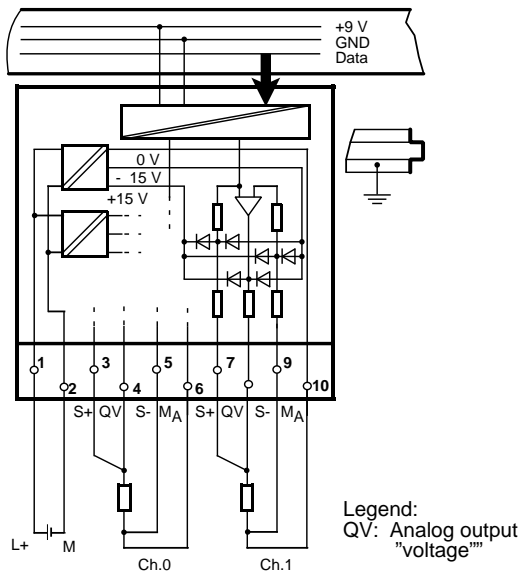 +9 V
GND
Data
0 V
- 15 V
+15 V
1 3 5 7 9
2 4 6 10
S+ QV S- MA S+ QV S- MA
L+ M
Ch.0 Ch.1
Legend:
QV: Analog output
"voltage""